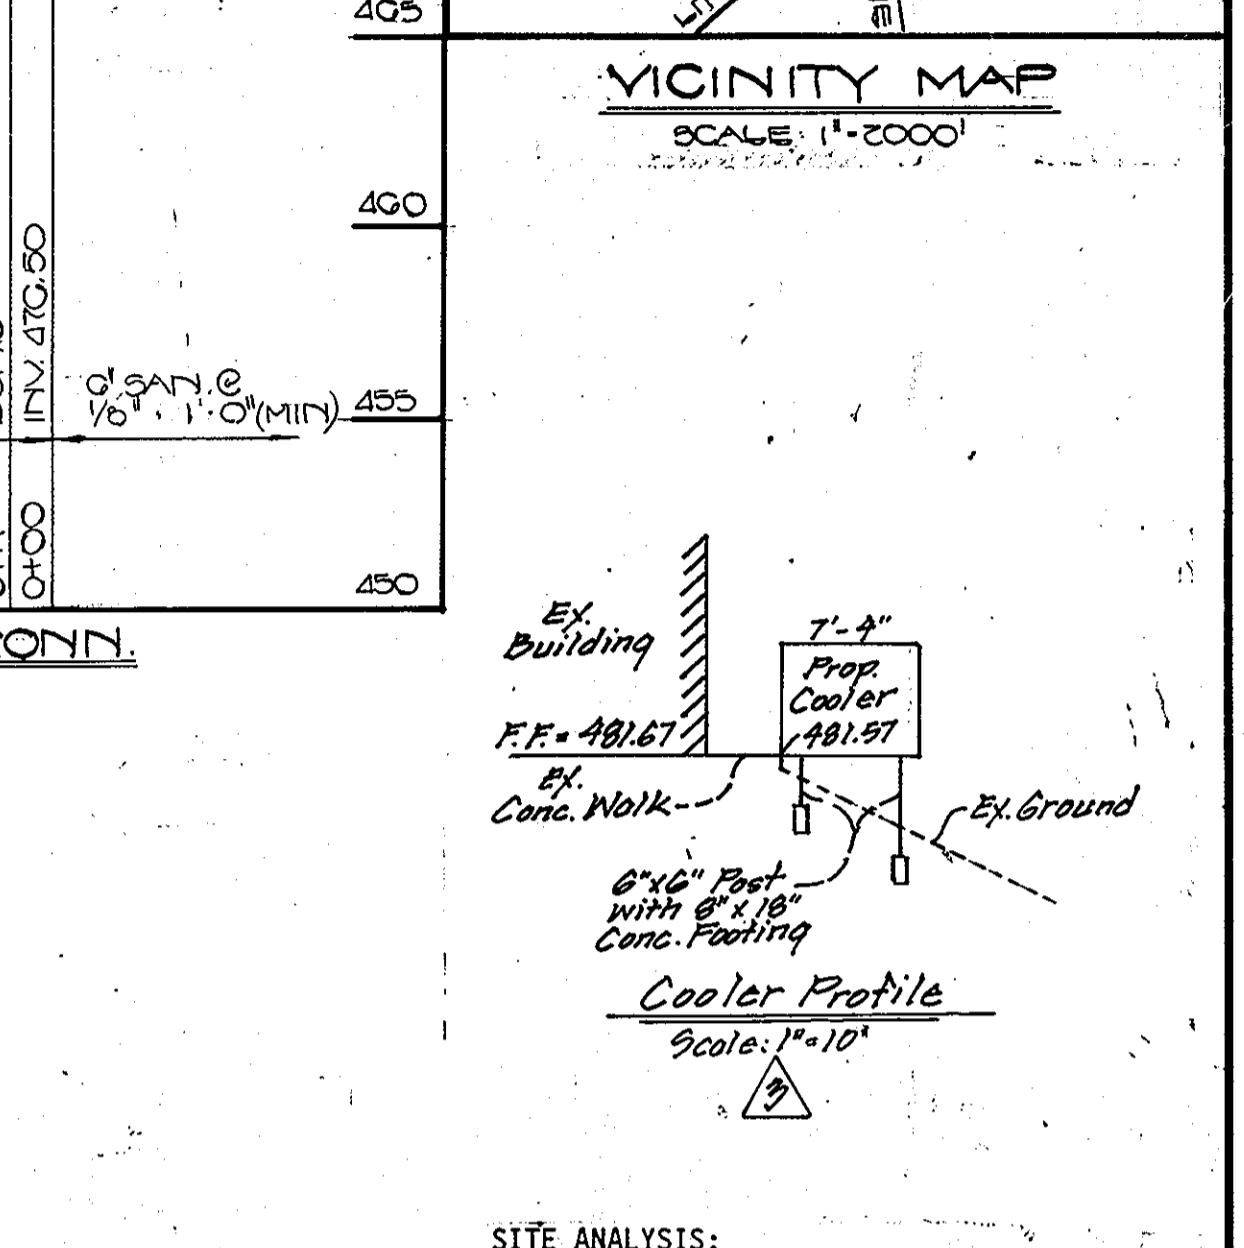 465
VICINITY MAP
SCALE: 1"-2000'
460
INV. 476.50
6" SAN. @
1/8" · 1'-0" (MIN)
455
0+00
450
CONN.
Ex.
Building
7'-4"
Prop.
Cooler
F.F.= 481.67
481.57
Ex.
Conc. Walk
Ex. Ground
6"x6" Post
with 8"x18"
Conc. Footing
Cooler Profile
Scale: 1"=10'
3
SITE ANALYSIS: